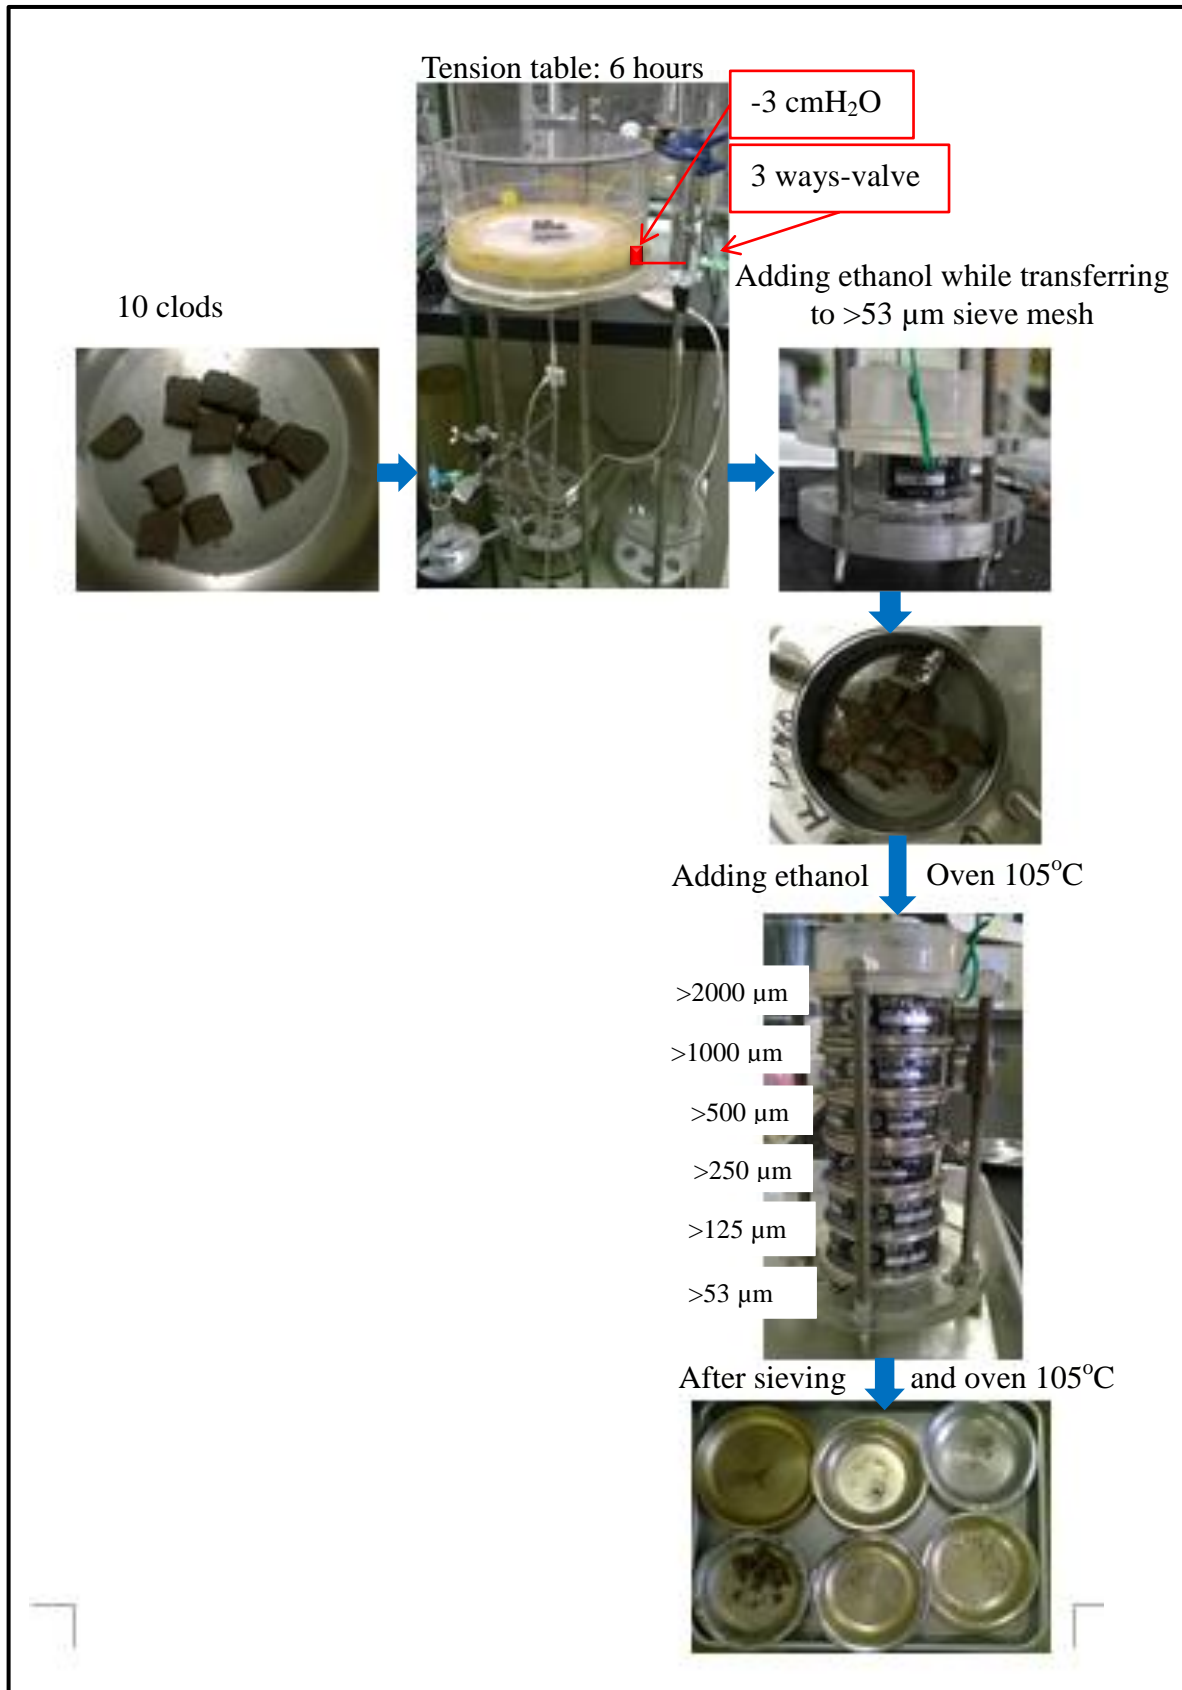 Tension table: 6 hours
-3 cmH₂O
3 ways-valve
10 clods
Adding ethanol while transferring
to >53 µm sieve mesh
Adding ethanol
Oven 105°C
>2000 µm
>1000 µm
>500 µm
>250 µm
>125 µm
>53 µm
After sieving
and oven 105°C